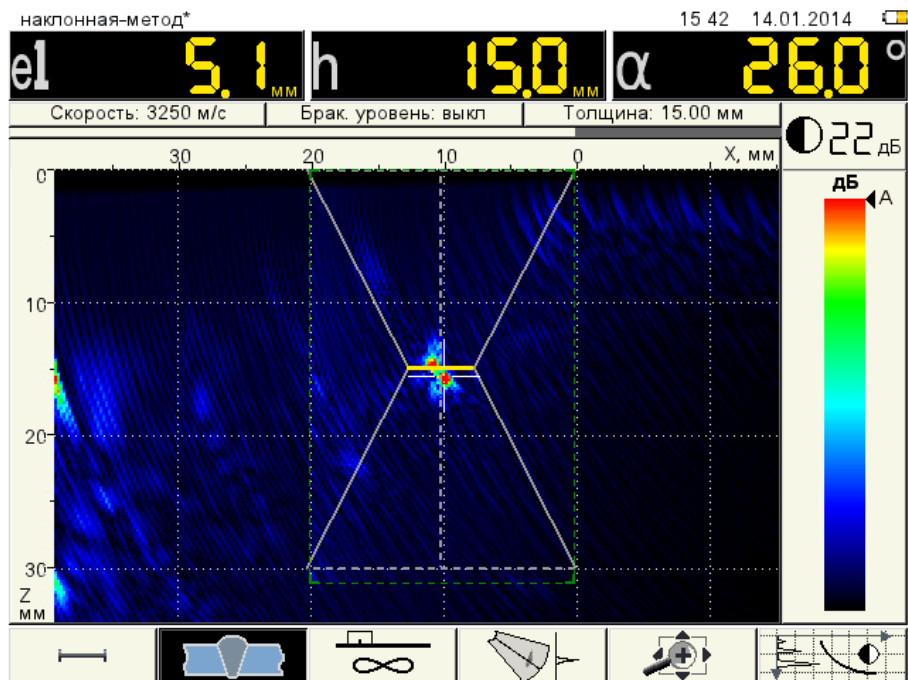 наклонная-метод*
15 42 14.01.2014
el 5.1 мм
h 15.0 мм
α 26.0 °
Скорость: 3250 м/с
Брак. уровень: выкл
Толщина: 15.00 мм
22 дБ
30 20 10 0 X, мм
дБ
A
0
10
20
30
Z
мм